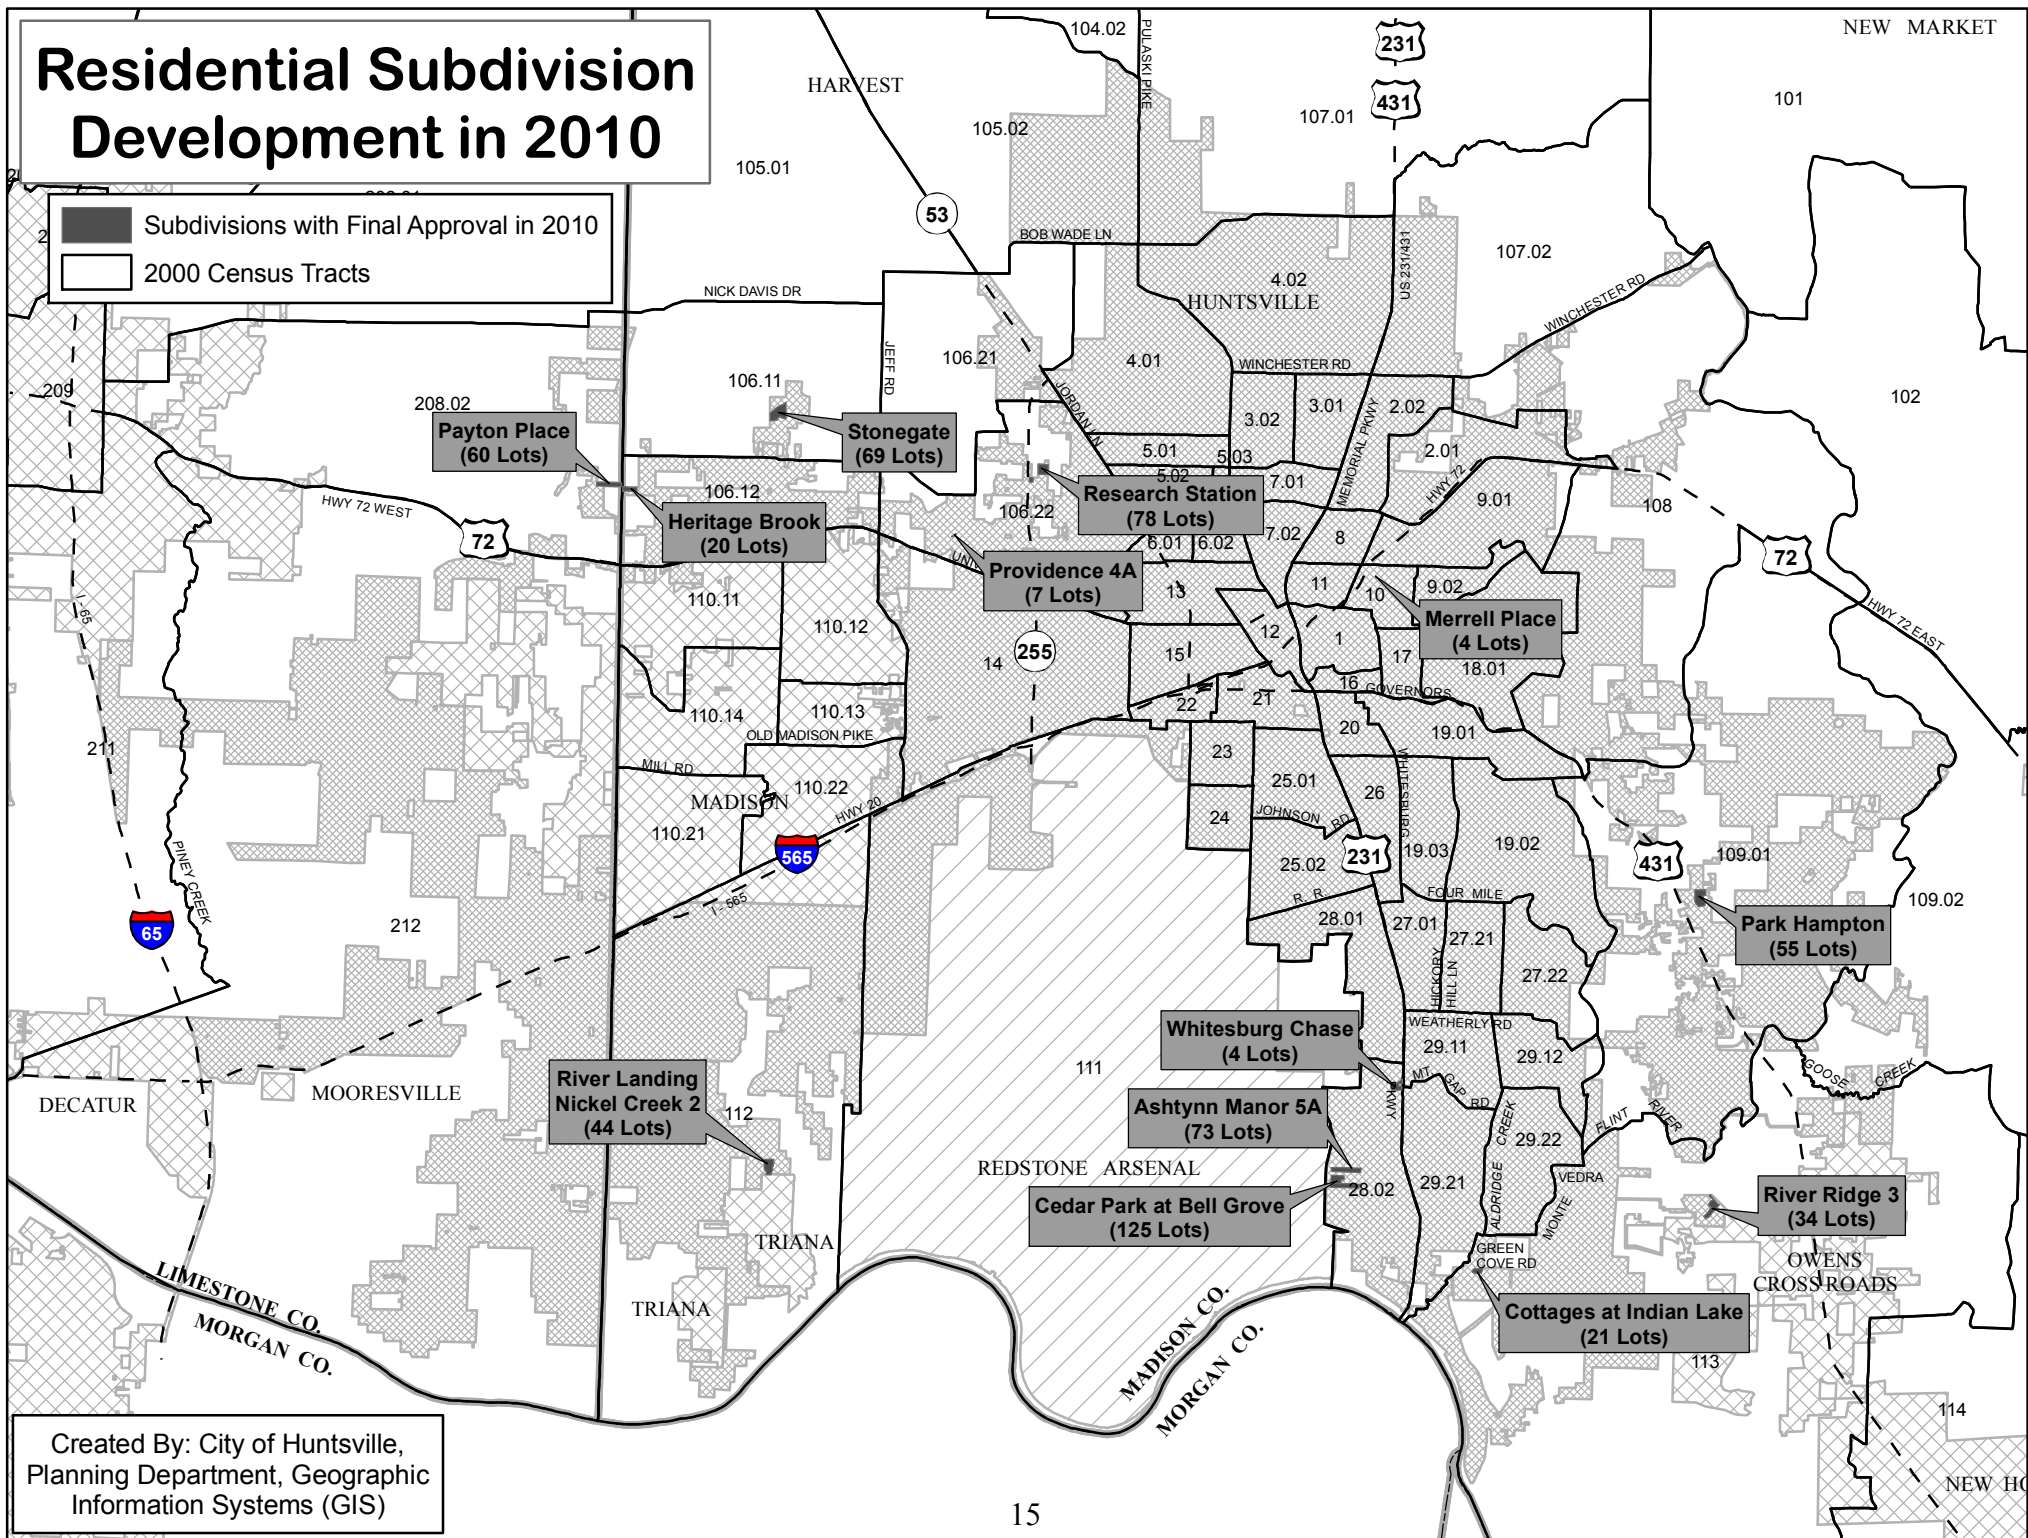 Residential Subdivision
Development in 2010
Subdivisions with Final Approval in 2010
2000 Census Tracts
NEW MARKET
104.02
PULASKI PIKE
231
431
HARVEST
101
107.01
105.02
105.01
53
BOB WADE LN
US 231/431
107.02
4.02
HUNTSVILLE
NICK DAVIS DR
WINCHESTER RD
JEFF RD
106.21
4.01
WINCHESTER RD
106.11
209
208.02
JORDAN LN
3.02
3.01
MEMORIAL PKWY
2.02
102
Payton Place
(60 Lots)
Stonegate
(69 Lots)
5.01
5.03
2.01
5.02
7.01
HWY 72
9.01
108
106.12
HWY 72 WEST
72
Heritage Brook
(20 Lots)
106.22
Research Station
(78 Lots)
6.01
6.02
7.02
8
72
Providence 4A
(7 Lots)
I - 65
110.11
110.12
13
11
10
9.02
HWY 72 EAST
Merrell Place
(4 Lots)
12
1
17
18.01
255
14
15
16
GOVERNORS
22
21
110.14
110.13
20
19.01
OLD MADISON PIKE
211
MILL RD
23
25.01
26
WHITESBURG
110.22
MADISON
HWY 20
110.21
24
JOHNSON RD
565
25.02
231
19.03
19.02
431
109.01
PINEY CREEK
I - 565
R. R.
FOUR MILE
109.02
65
212
28.01
27.01
27.21
Park Hampton
(55 Lots)
HICKORY
HILL LN
27.22
Whitesburg Chase
(4 Lots)
WEATHERLY RD
29.11
29.12
111
MT. GAP RD
PKWY
GOOSE CREEK
River Landing
Nickel Creek 2
(44 Lots)
MOORESVILLE
DECATUR
112
Ashtynn Manor 5A
(73 Lots)
FLINT RIVER
29.22
ALDRIDGE CREEK
REDSTONE ARSENAL
28.02
29.21
MONTE
VEDRA
Cedar Park at Bell Grove
(125 Lots)
River Ridge 3
(34 Lots)
TRIANA
GREEN
COVE RD
OWENS
CROSS ROADS
LIMESTONE CO.
MORGAN CO.
TRIANA
MADISON CO.
MORGAN CO.
Cottages at Indian Lake
(21 Lots)
113
114
Created By: City of Huntsville,
Planning Department, Geographic
Information Systems (GIS)
NEW
15